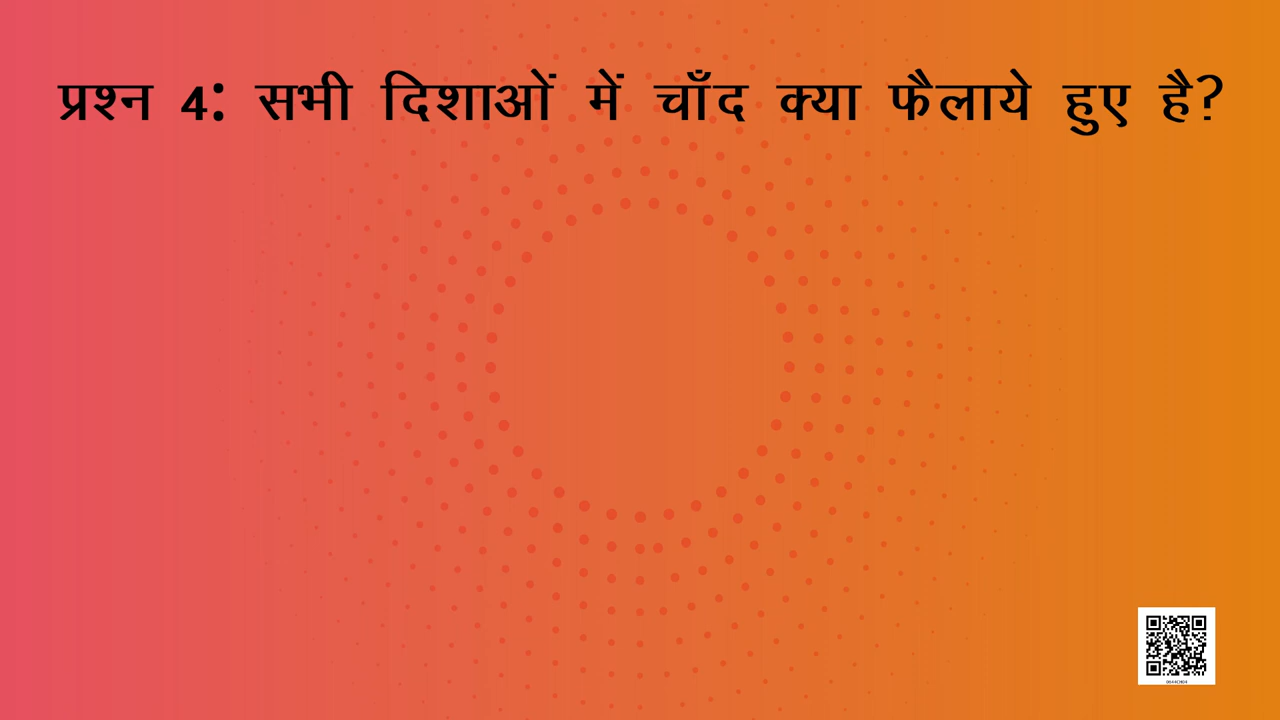 प्रश्न 4: सभी दिशाओं में चाँद क्या फैलाये हुए है?